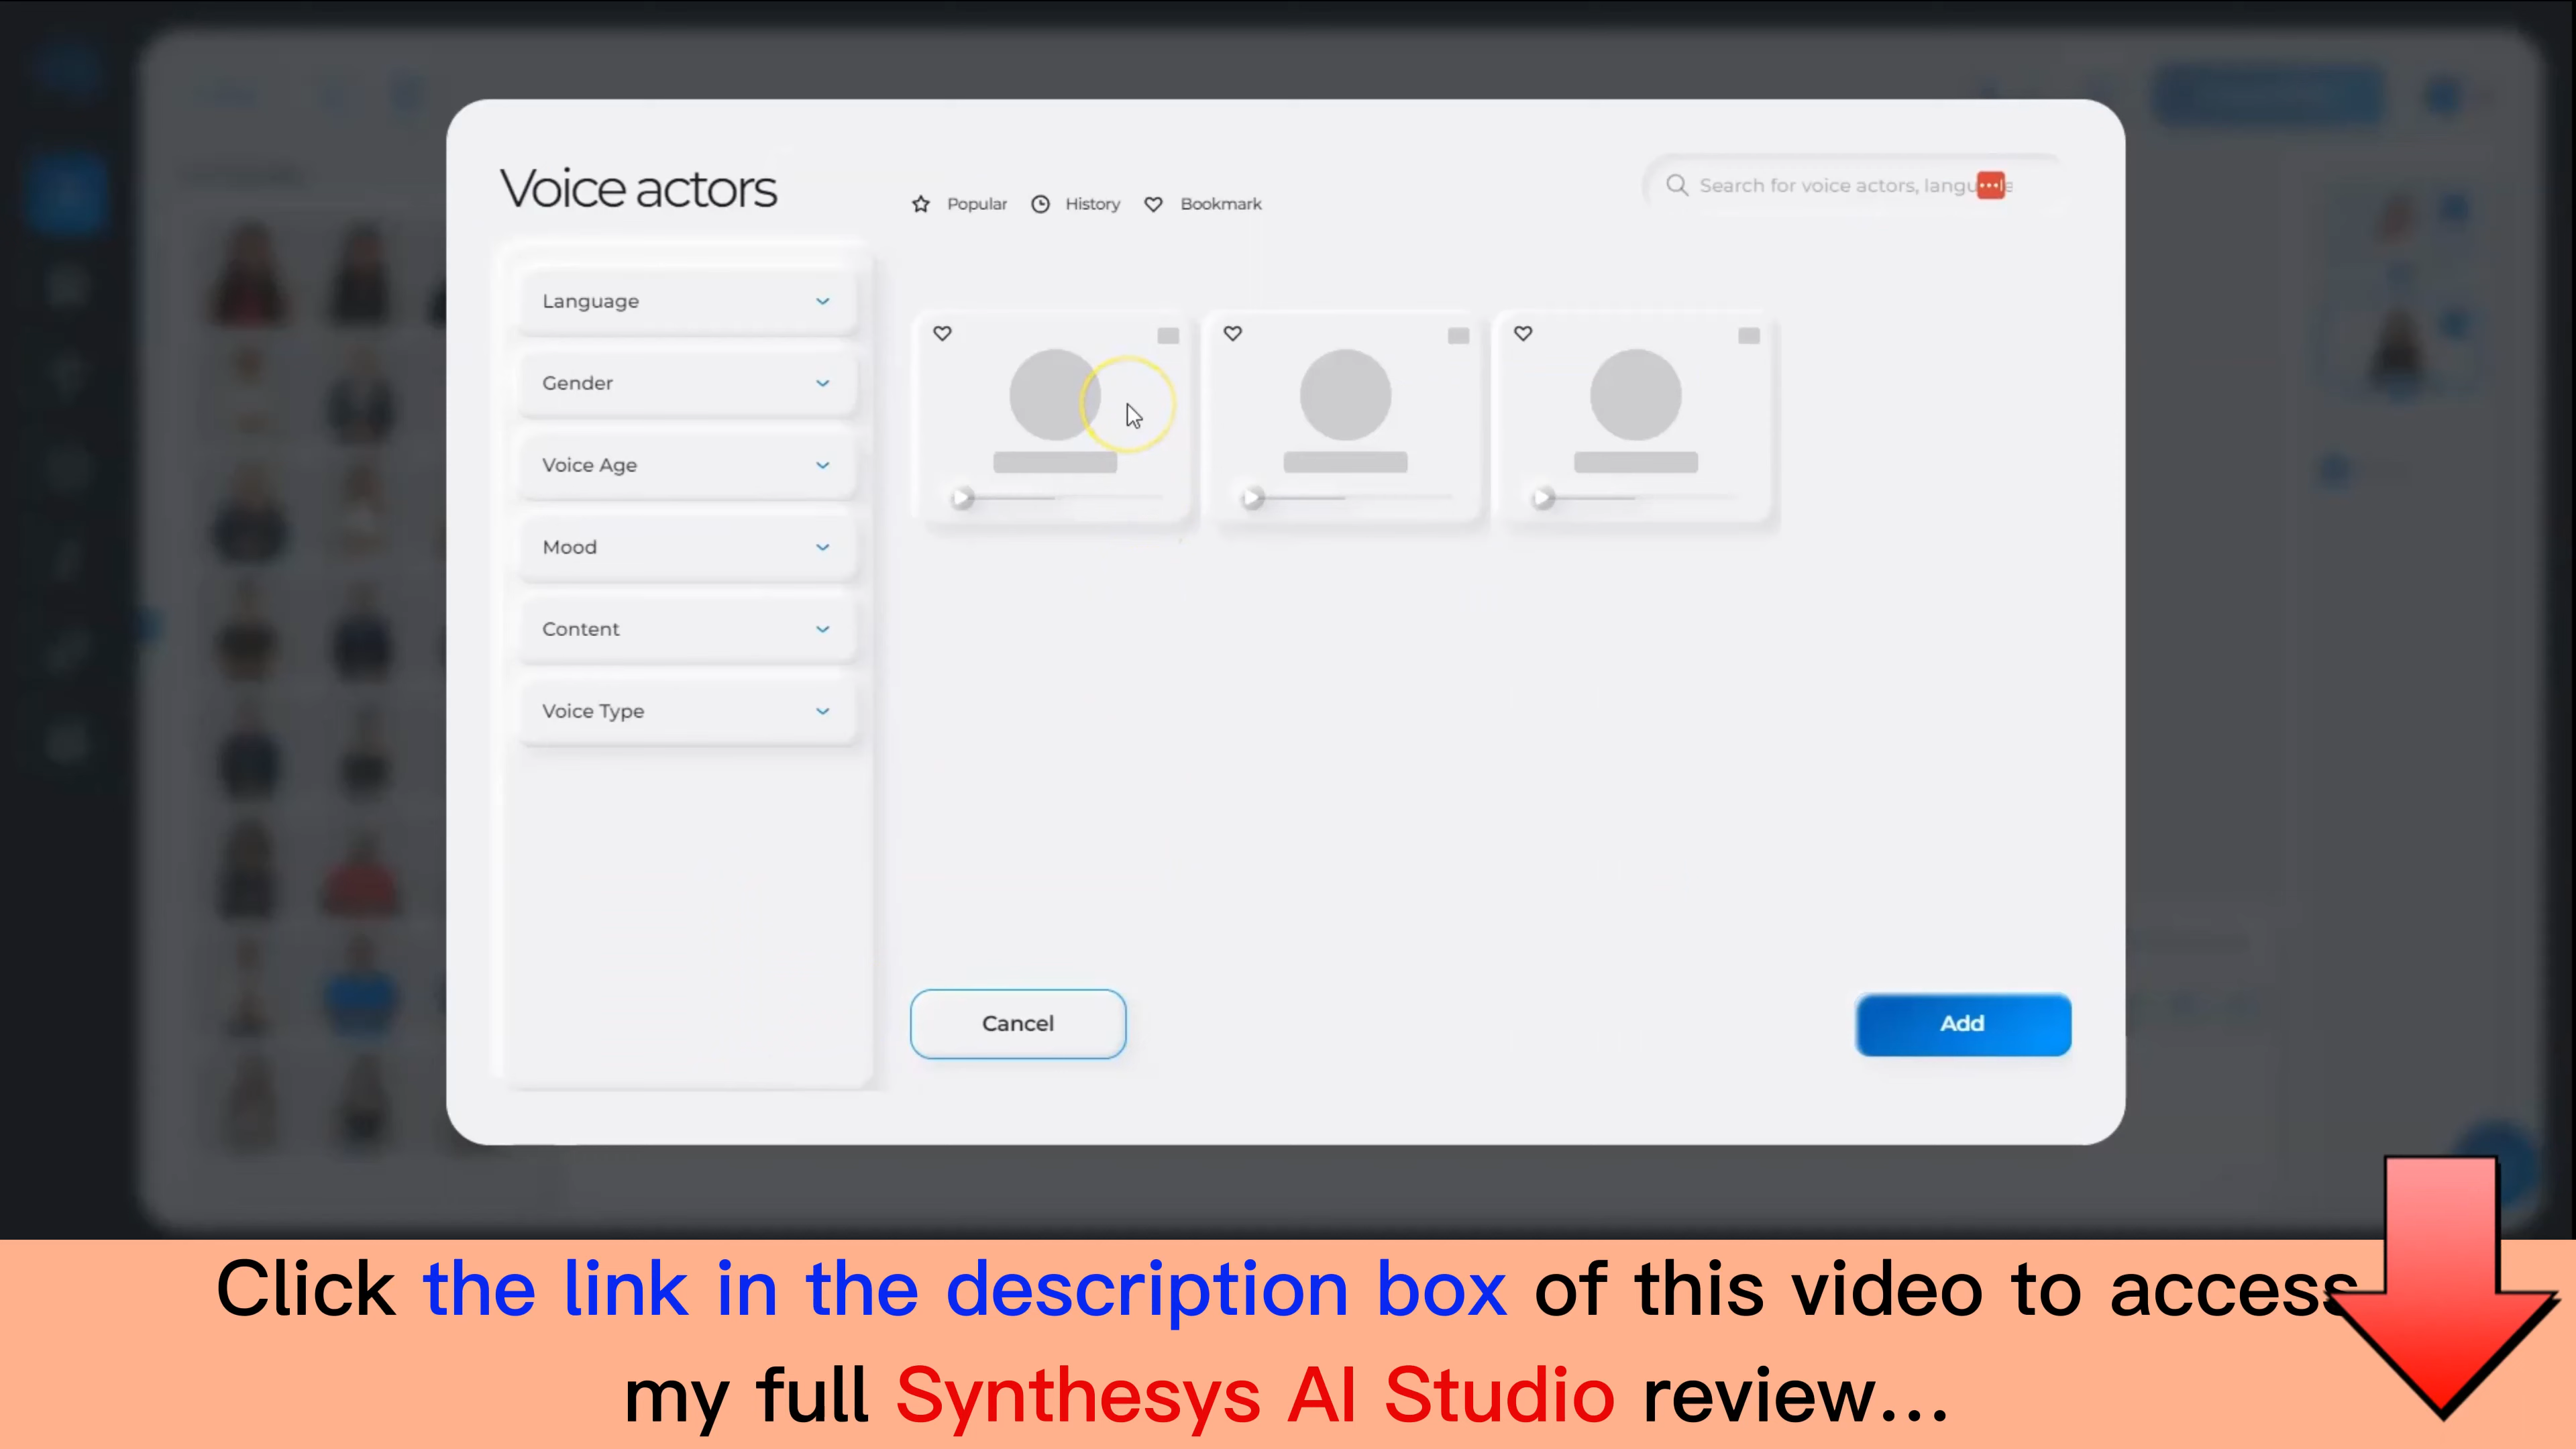 Voice actors
Popular
History
Bookmark
Search for voice actors, langu
Language
Gender
Voice Age
Mood
Content
Voice Type
Cancel
Add
Click the link in the description box of this video to access
my full Synthesys AI Studio review...